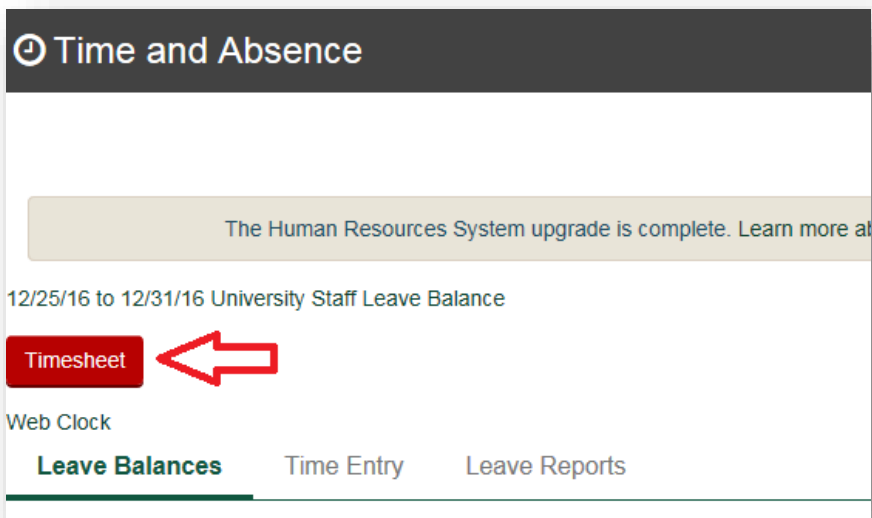 Time and Absence
The Human Resources System upgrade is complete. Learn more
12/25/16 to 12/31/16 University Staff Leave Balance
Timesheet
Web Clock
Leave Balances Time Entry Leave Reports